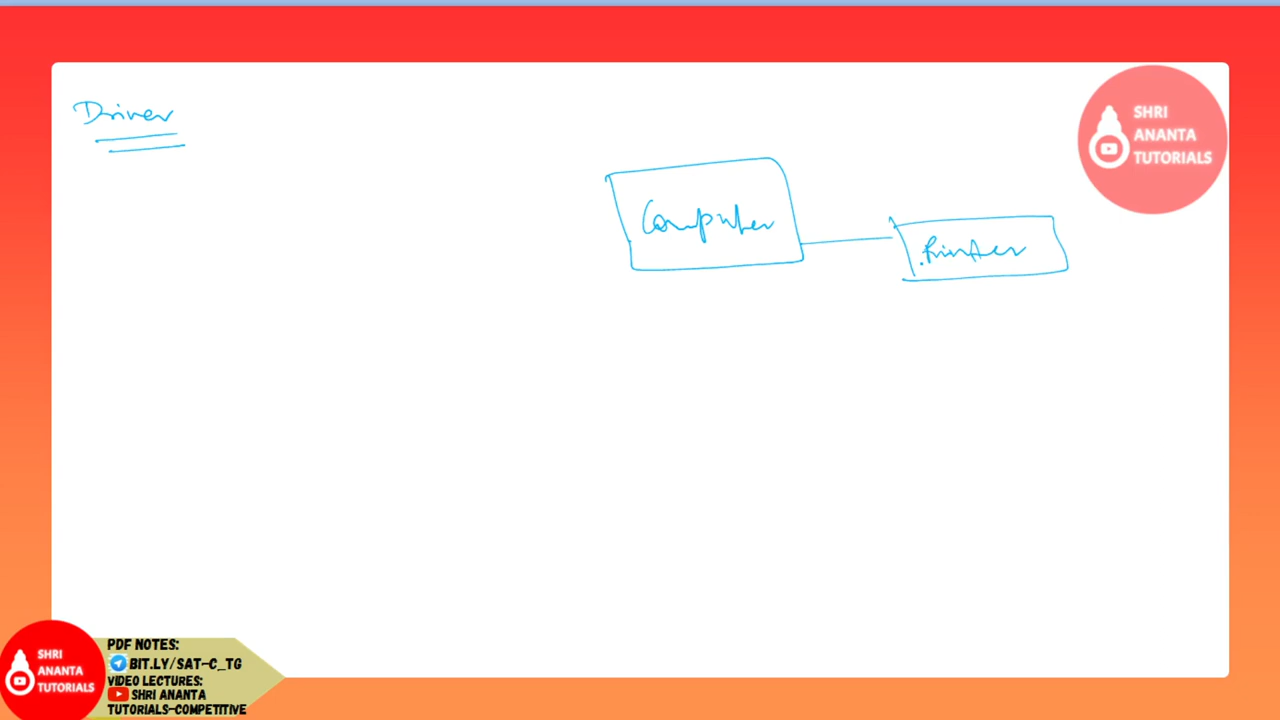 Driver
SHRI
ANANTA
TUTORIALS
Computer
Printer
SHRI
ANANTA
TUTORIALS
PDF NOTES:
BIT.LY/SAT-C_TG
VIDEO LECTURES:
SHRI ANANTA
TUTORIALS-COMPETITIVE